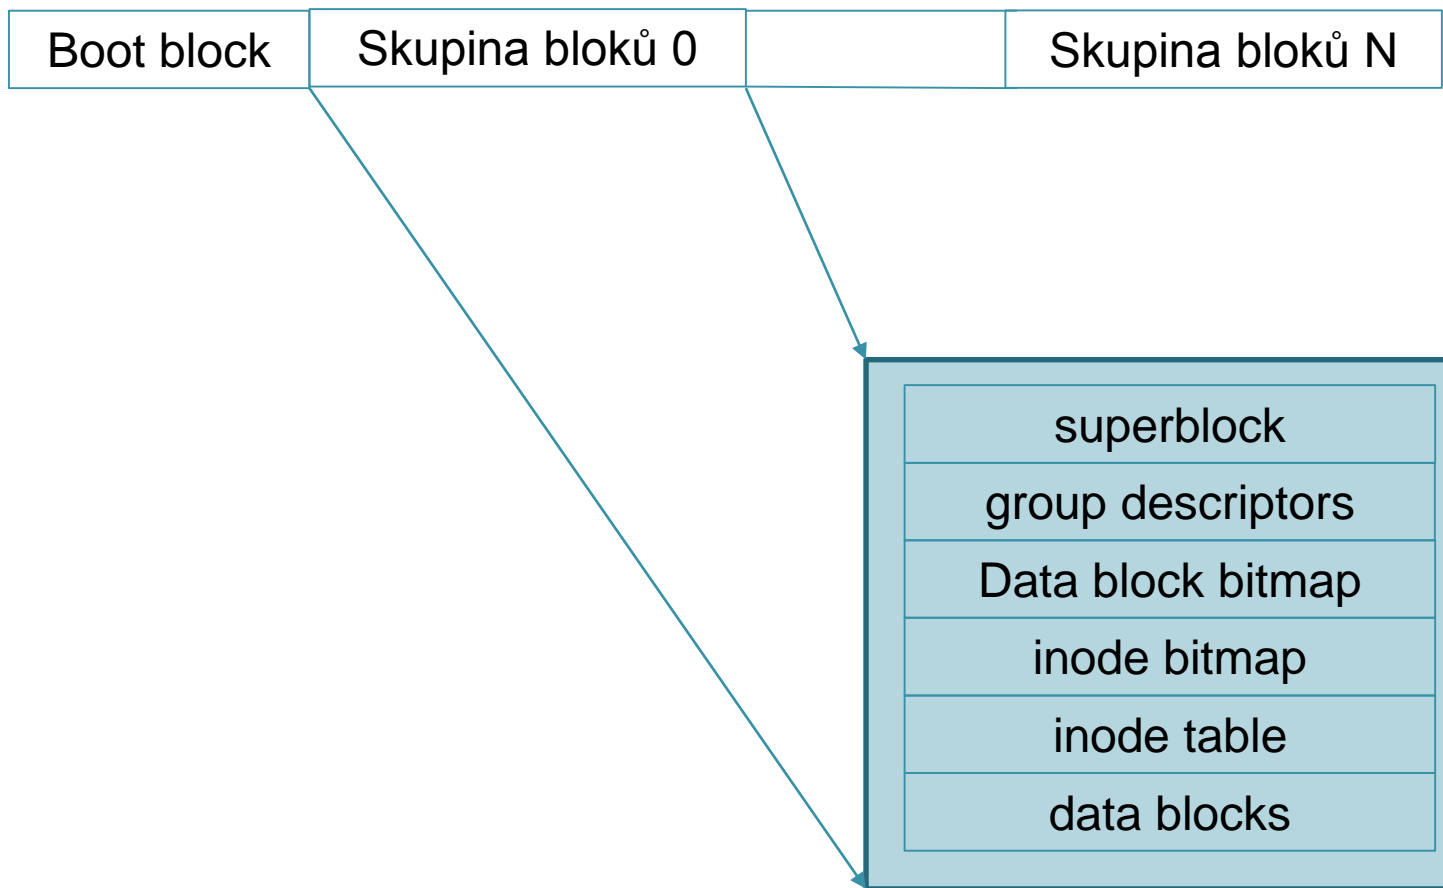 Boot block
Skupina bloků 0
Skupina bloků N
superblock
group descriptors
Data block bitmap
inode bitmap
inode table
data blocks